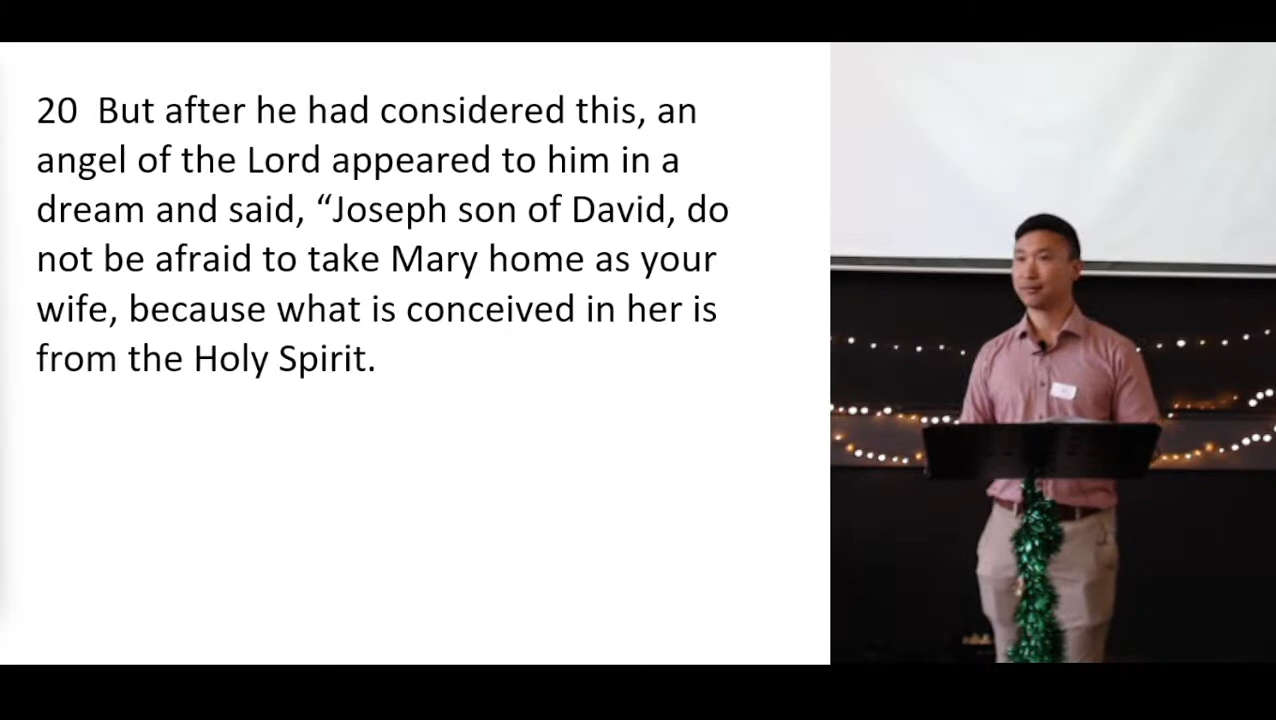 20  But after he had considered this, an
angel of the Lord appeared to him in a
dream and said, “Joseph son of David, do
not be afraid to take Mary home as your
wife, because what is conceived in her is
from the Holy Spirit.